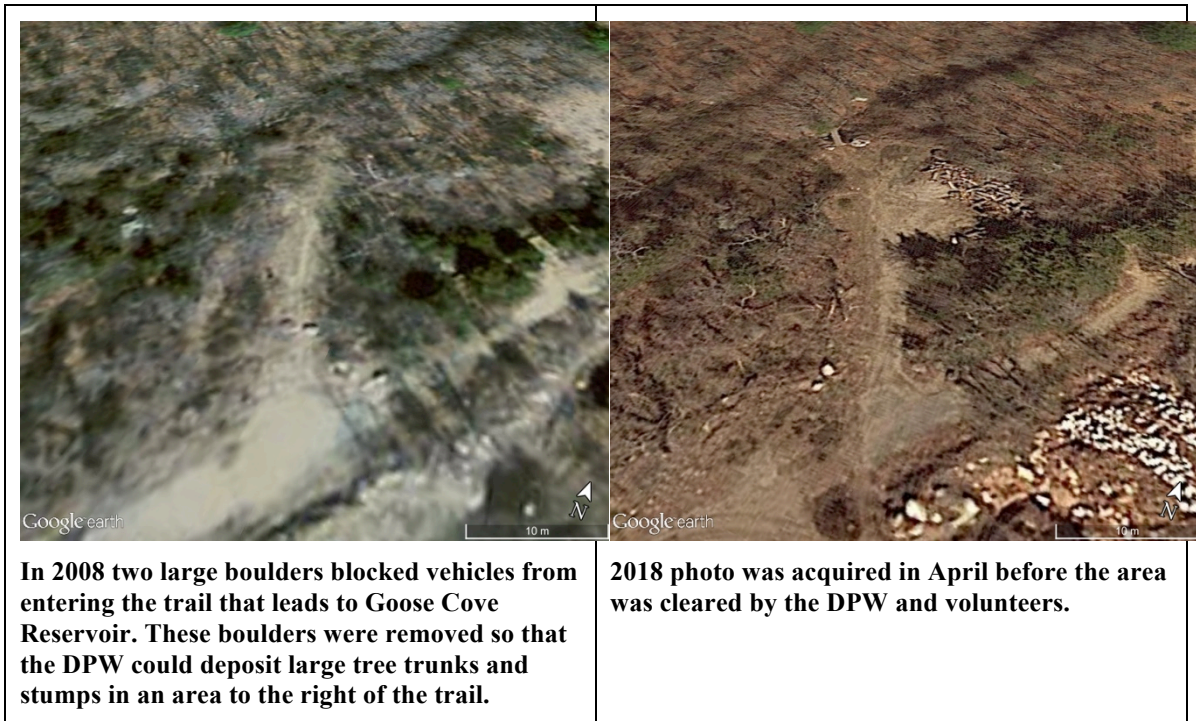 Google earth
N
10 m
Google earth
N
10 m
In 2008 two large boulders blocked vehicles from
entering the trail that leads to Goose Cove
Reservoir. These boulders were removed so that
the DPW could deposit large tree trunks and
stumps in an area to the right of the trail.
2018 photo was acquired in April before the area
was cleared by the DPW and volunteers.